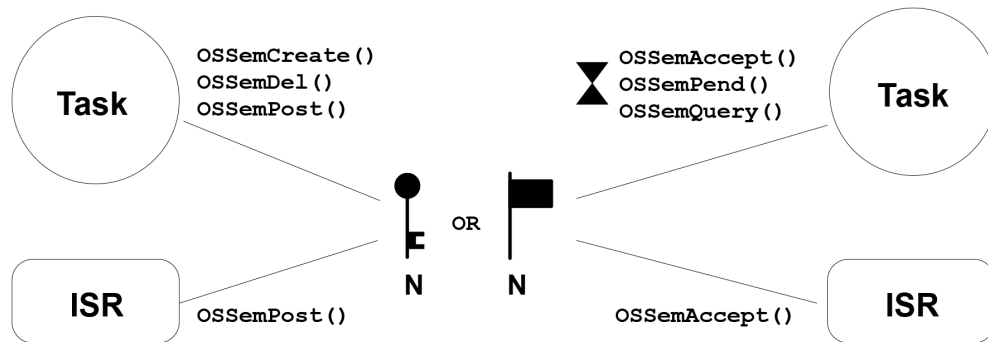 Task
OSSemCreate()
OSSemDel()
OSSemPost()
OSSemAccept()
OSSemPend()
OSSemQuery()
Task
OR
N
N
ISR
OSSemPost()
OSSemAccept()
ISR